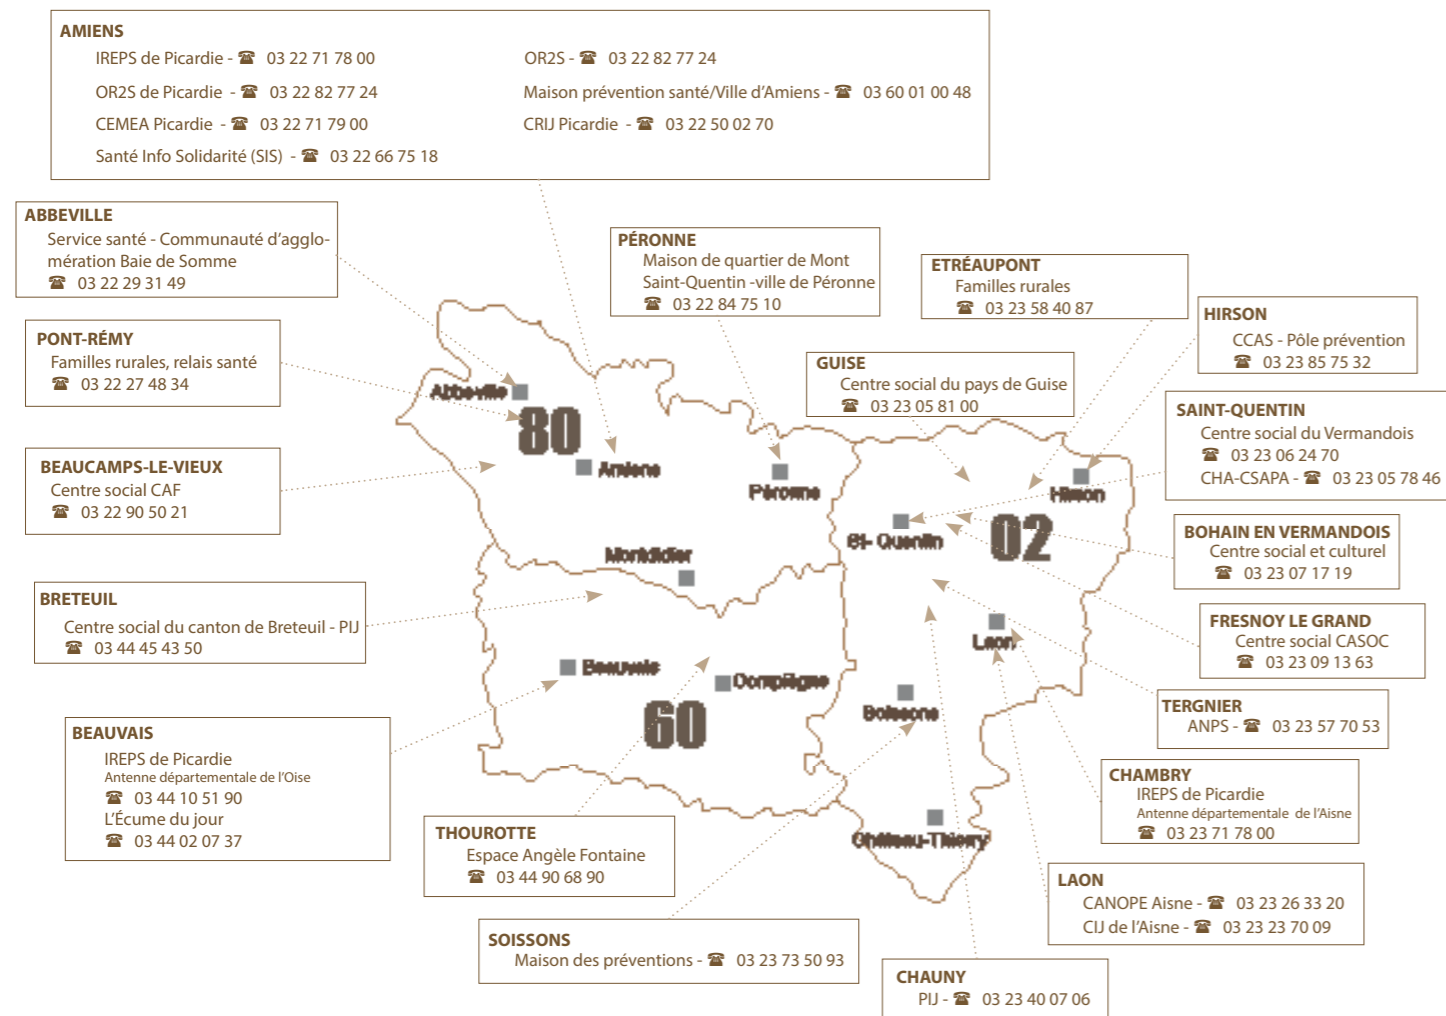 AMIENS
IREPS de Picardie - ☎ 03 22 71 78 00
OR2S de Picardie - ☎ 03 22 82 77 24
CEMEA Picardie - ☎ 03 22 71 79 00
Santé Info Solidarité (SIS) - ☎ 03 22 66 75 18
OR2S - ☎ 03 22 82 77 24
Maison prévention santé/Ville d'Amiens - ☎ 03 60 01 00 48
CRIJ Picardie - ☎ 03 22 50 02 70
ABBEVILLE
Service santé - Communauté d'agglo-
mération Baie de Somme
☎ 03 22 29 31 49
PONT-RÉMY
Familles rurales, relais santé
☎ 03 22 27 48 34
BEAUCAMPS-LE-VIEUX
Centre social CAF
☎ 03 22 90 50 21
BRETEUIL
Centre social du canton de Breteuil - PIJ
☎ 03 44 45 43 50
BEAUVAIS
IREPS de Picardie
Antenne départementale de l'Oise
☎ 03 44 10 51 90
L'Écume du jour
☎ 03 44 02 07 37
THOUROTTE
Espace Angèle Fontaine
☎ 03 44 90 68 90
SOISSONS
Maison des préventions - ☎ 03 23 73 50 93
PÉRONNE
Maison de quartier de Mont
Saint-Quentin -ville de Péronne
☎ 03 22 84 75 10
ETRÉAUPONT
Familles rurales
☎ 03 23 58 40 87
HIRSON
CCAS - Pôle prévention
☎ 03 23 85 75 32
GUISE
Centre social du pays de Guise
☎ 03 23 05 81 00
SAINT-QUENTIN
Centre social du Vermandois
☎ 03 23 06 24 70
CHA-CSAPA - ☎ 03 23 05 78 46
BOHAIN EN VERMANDOIS
Centre social et culturel
☎ 03 23 07 17 19
FRESNOY LE GRAND
Centre social CASOC
☎ 03 23 09 13 63
TERGNIER
ANPS - ☎ 03 23 57 70 53
CHAMBRY
IREPS de Picardie
Antenne départementale de l'Aisne
☎ 03 23 71 78 00
LAON
CANOPE Aisne - ☎ 03 23 26 33 20
CIJ de l'Aisne - ☎ 03 23 23 70 09
CHAUNY
PIJ - ☎ 03 23 40 07 06
Abbeville
80
Amiens
Péronne
Montdidier
Hirson
St- Quentin
02
Laon
Beauvais
Compiègne
60
Soissons
Château-Thierry